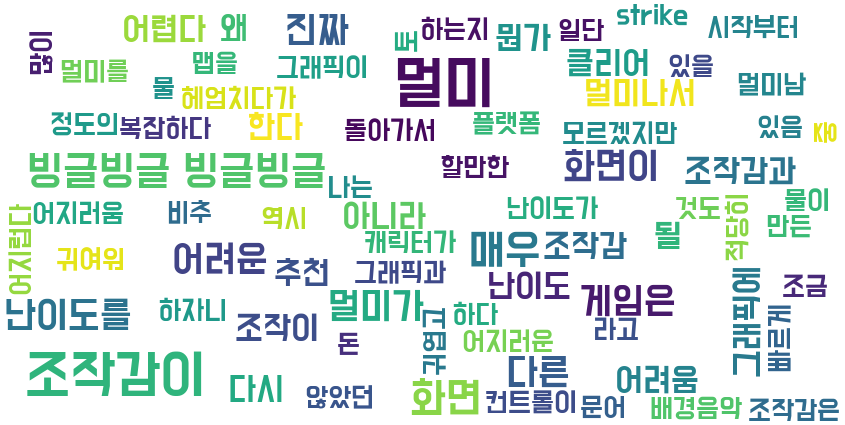 많이 어렵다 왜 진짜 또 하는지 뭔가 일단 strike 시작부터
멀미를 맵을 그래픽이 멀미 클리어 있을
물 헤엄치다가 멀미나서 멀미남
정도의 복잡하다 한다 돌아가서 플랫폼 모르겠지만 있음
빙글빙글 빙글빙글 할만한 화면이 조작감과
나는 물이
어지럽다 어지러움 비추 역시 아니라 난이도가 것도 적당히 만든
귀여워 어려운 캐릭터가 매우 조작감 될
추천 그래픽과 난이도 게임은 그래픽에 조금
난이도를 하자니 조작이 멀미가 귀엽고 하다 라고 빠르게
돈 어지러운
조작감이 다시 않았던 화면 다른 어려움
컨트롤이 문어 배경음악 조작감은